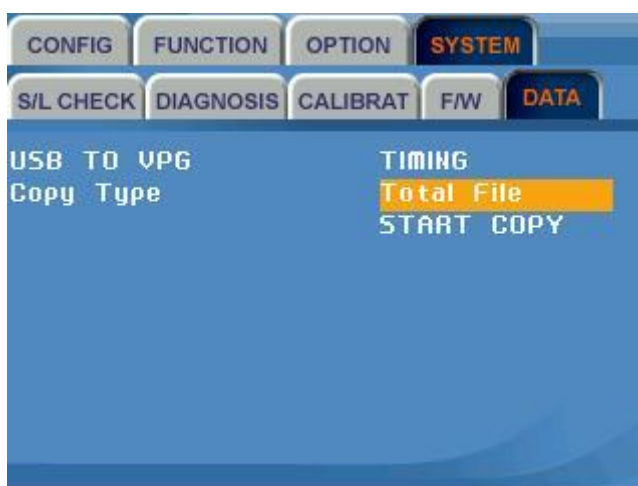 CONFIG FUNCTION OPTION SYSTEM
S/L CHECK DIAGNOSIS CALIBRAT F/W DATA
USB TO VPG TIMING
Copy Type Total File
START COPY